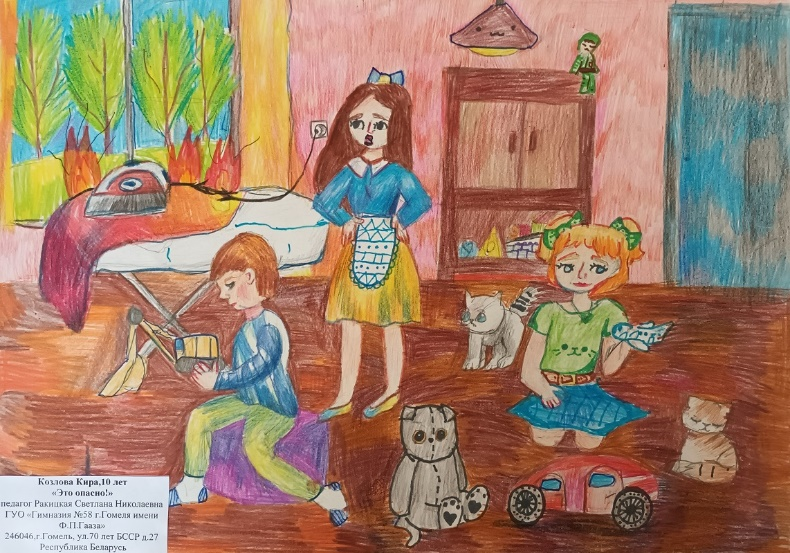 Козлова Кира,10 лет
«Это опасно!»
педагог Ракицкая Светлана Николаевна
ГУО «Гимназия №58 г.Гомеля имени
Ф.П.Гааза»
246046,г.Гомель, ул.70 лет БССР д.27
Республика Беларусь